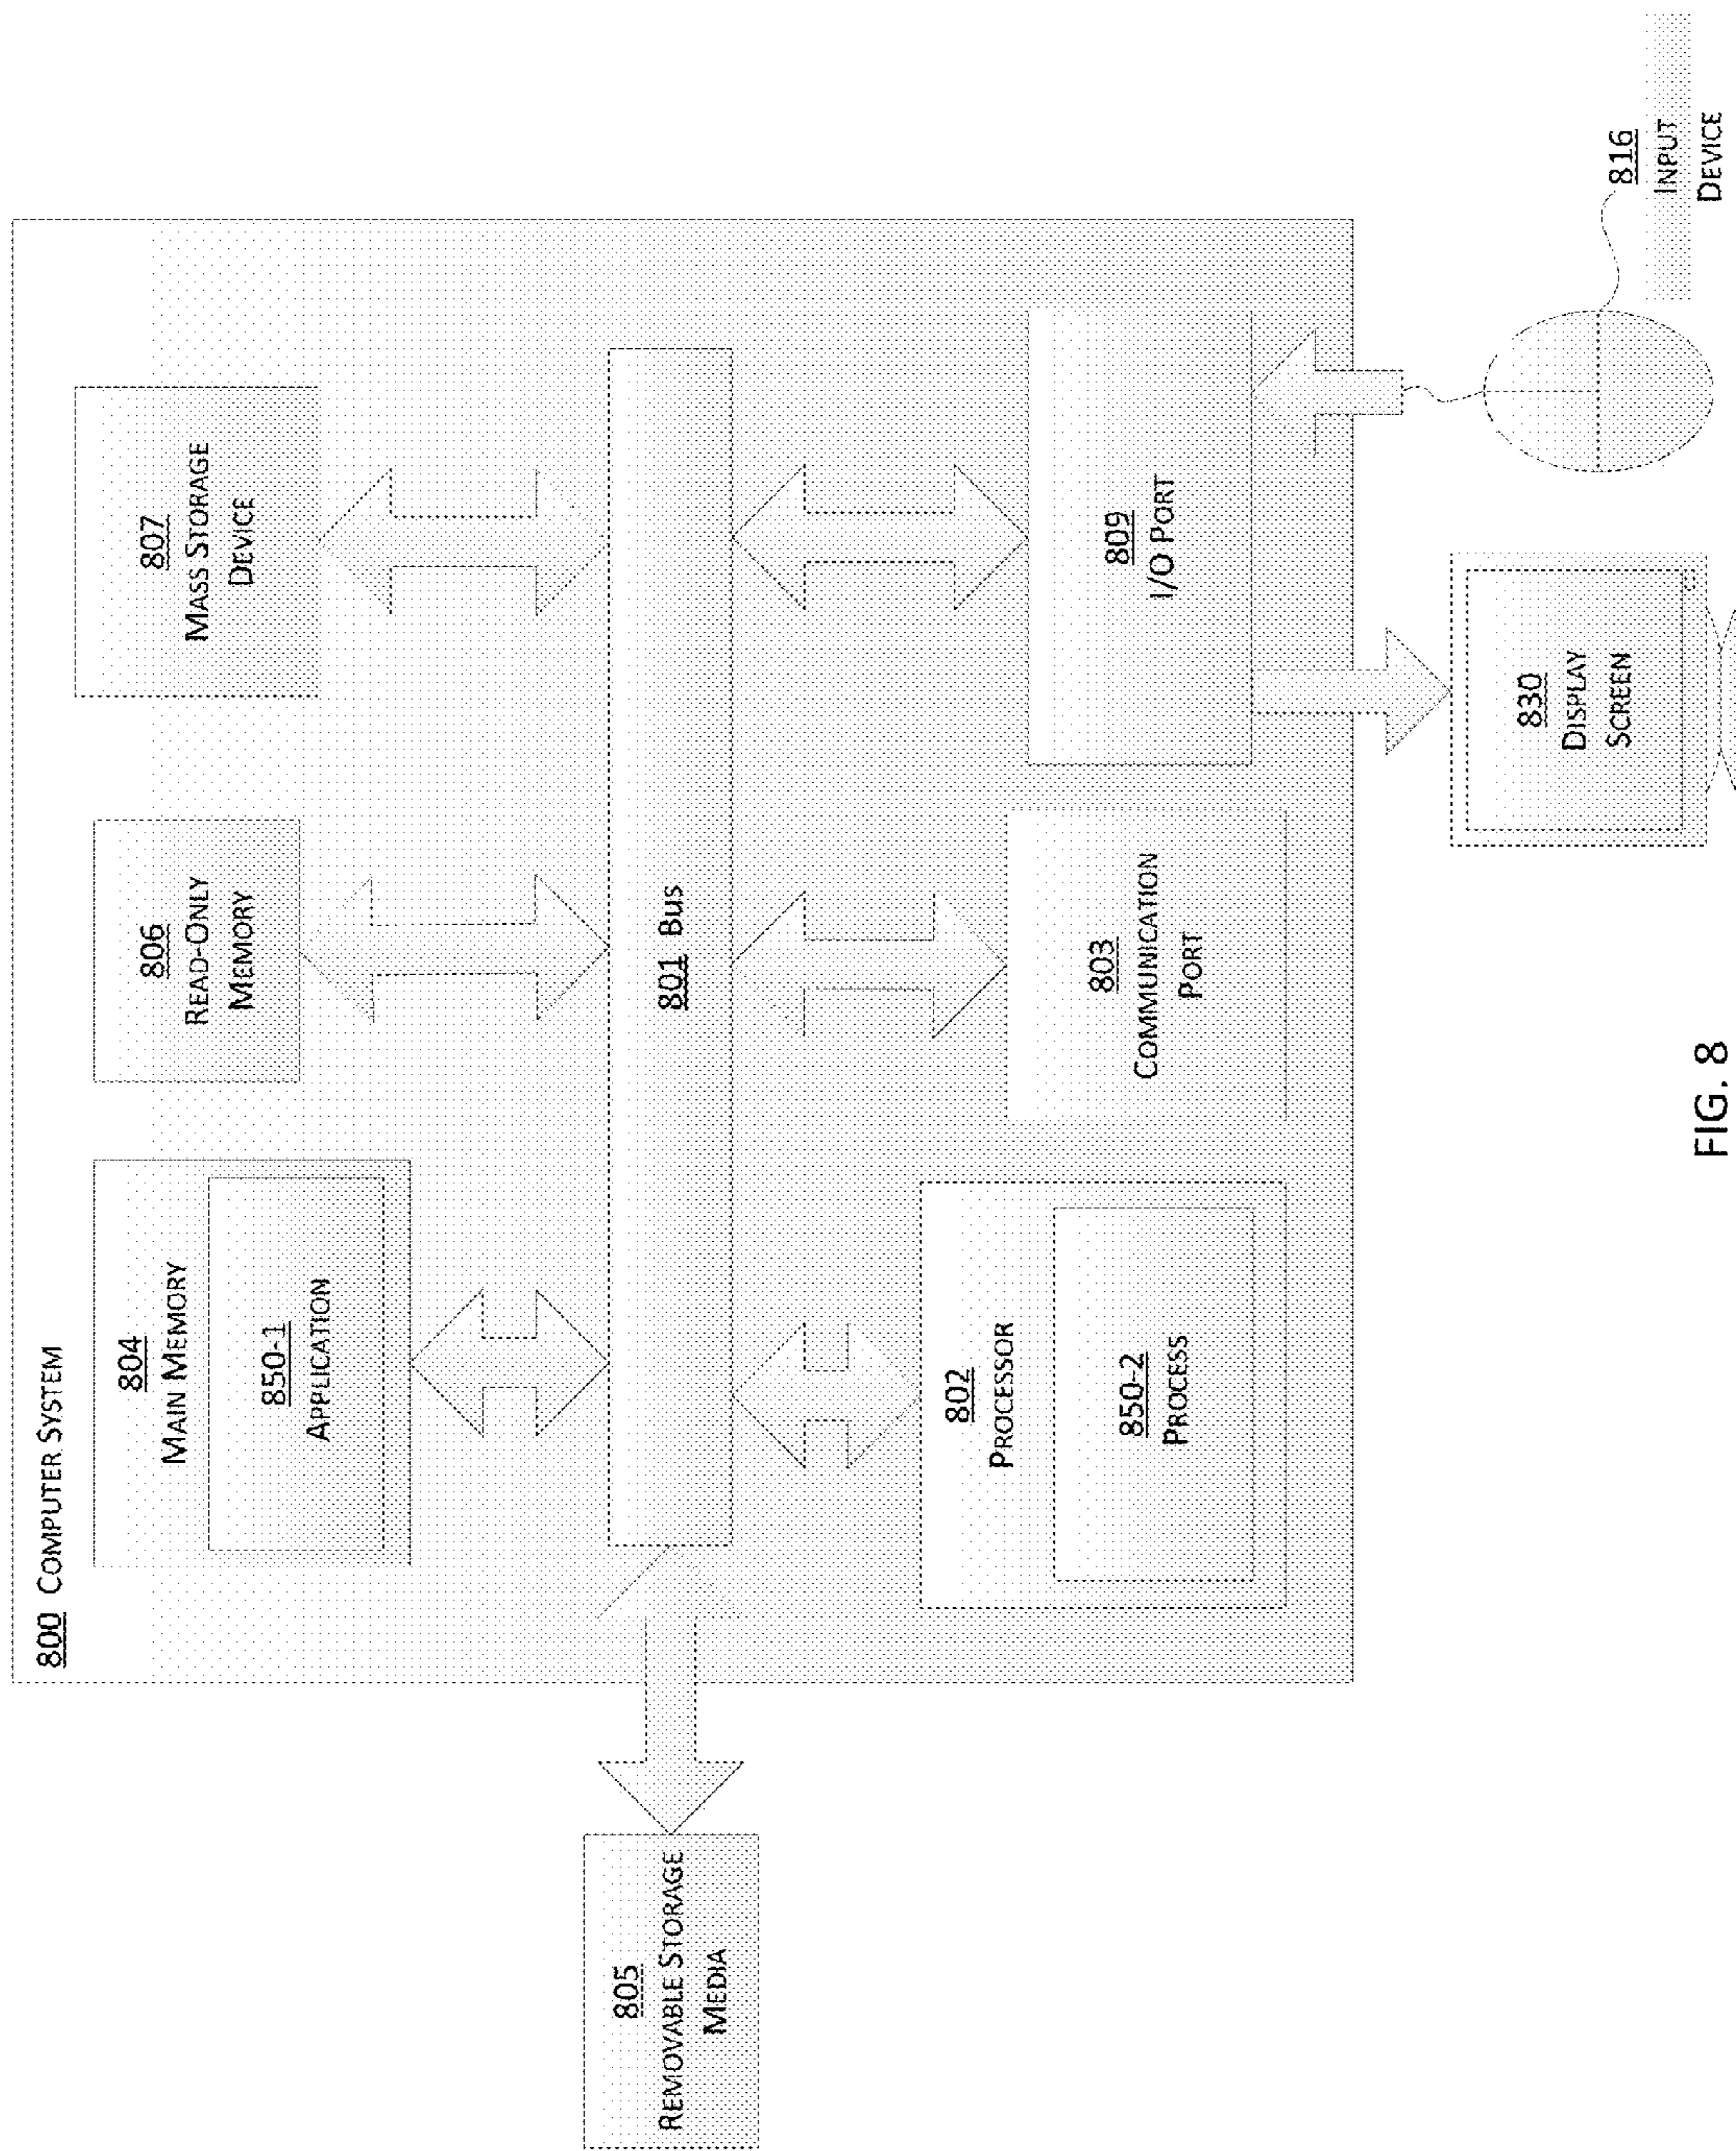 800 COMPUTER SYSTEM
804
MAIN MEMORY
850-1
APPLICATION
806
READ-ONLY
MEMORY
807
MASS STORAGE
DEVICE
805
REMOVABLE STORAGE
MEDIA
801 BUS
802
PROCESSOR
850-2
PROCESS
803
COMMUNICATION
PORT
809
I/O PORT
830
DISPLAY
SCREEN
816
INPUT
DEVICE
FIG. 8